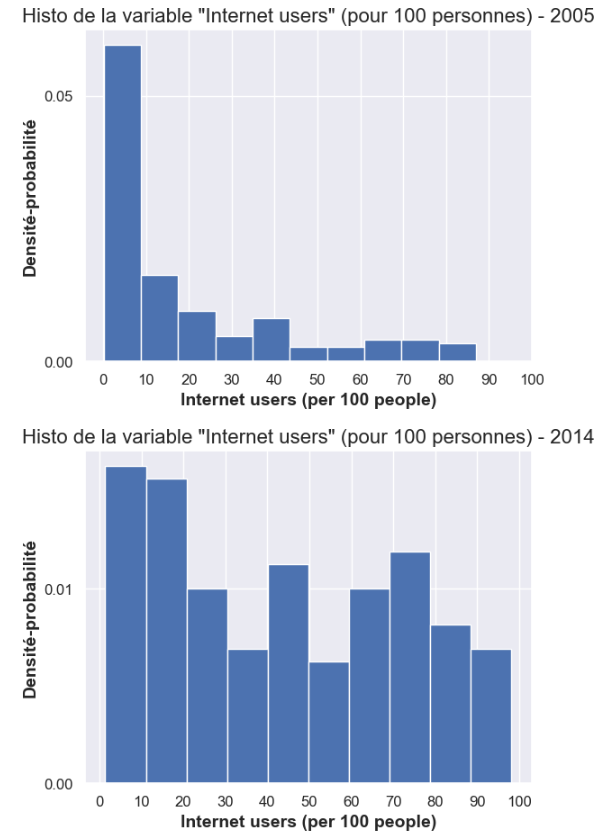 Histo de la variable "Internet users" (pour 100 personnes) - 2005
0.05
Densité-probabilité
0.00
0 10 20 30 40 50 60 70 80 90 100
Internet users (per 100 people)
Histo de la variable "Internet users" (pour 100 personnes) - 2014
0.01
Densité-probabilité
0.00
0 10 20 30 40 50 60 70 80 90 100
Internet users (per 100 people)